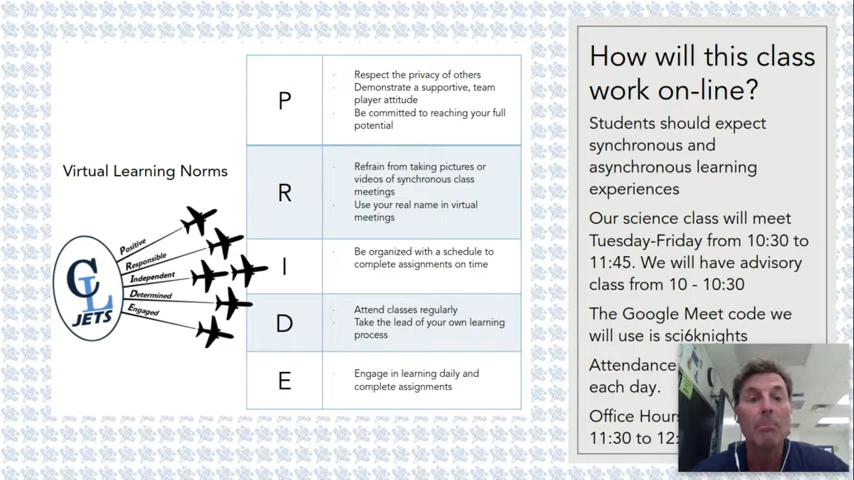 Virtual Learning Norms
CL
JETS
Positive
Responsible
Independent
Determined
Engaged
P
Respect the privacy of others
Demonstrate a supportive, team
player attitude
Be committed to reaching your full
potential
R
Refrain from taking pictures or
videos of synchronous class
meetings
Use your real name in virtual
meetings
I
Be organized with a schedule to
complete assignments on time
D
Attend classes regularly
Take the lead of your own learning
process
E
Engage in learning daily and
complete assignments
How will this class
work on-line?
Students should expect
synchronous and
asynchronous learning
experiences
Our science class will meet
Tuesday-Friday from 10:30 to
11:45. We will have advisory
class from 10 - 10:30
The Google Meet code we
will use is sci6knights
Attendance
each day.
Office Hours
11:30 to